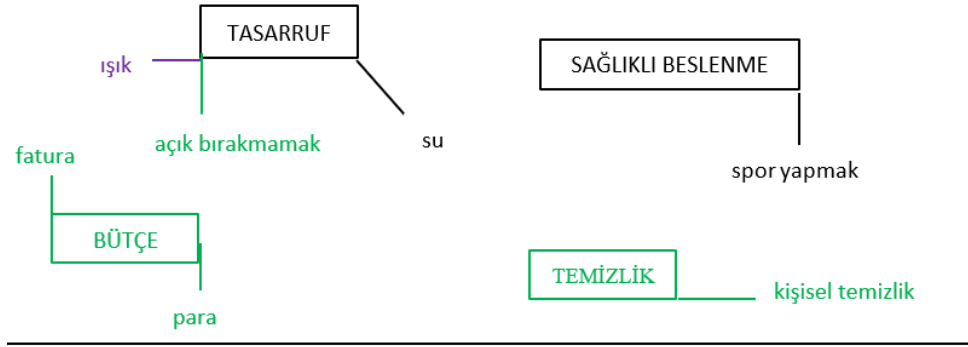 TASARRUF
ışık
açık bırakmamak
su
SAĞLIKLI BESLENME
spor yapmak
fatura
BÜTÇE
para
TEMİZLİK
kişisel temizlik